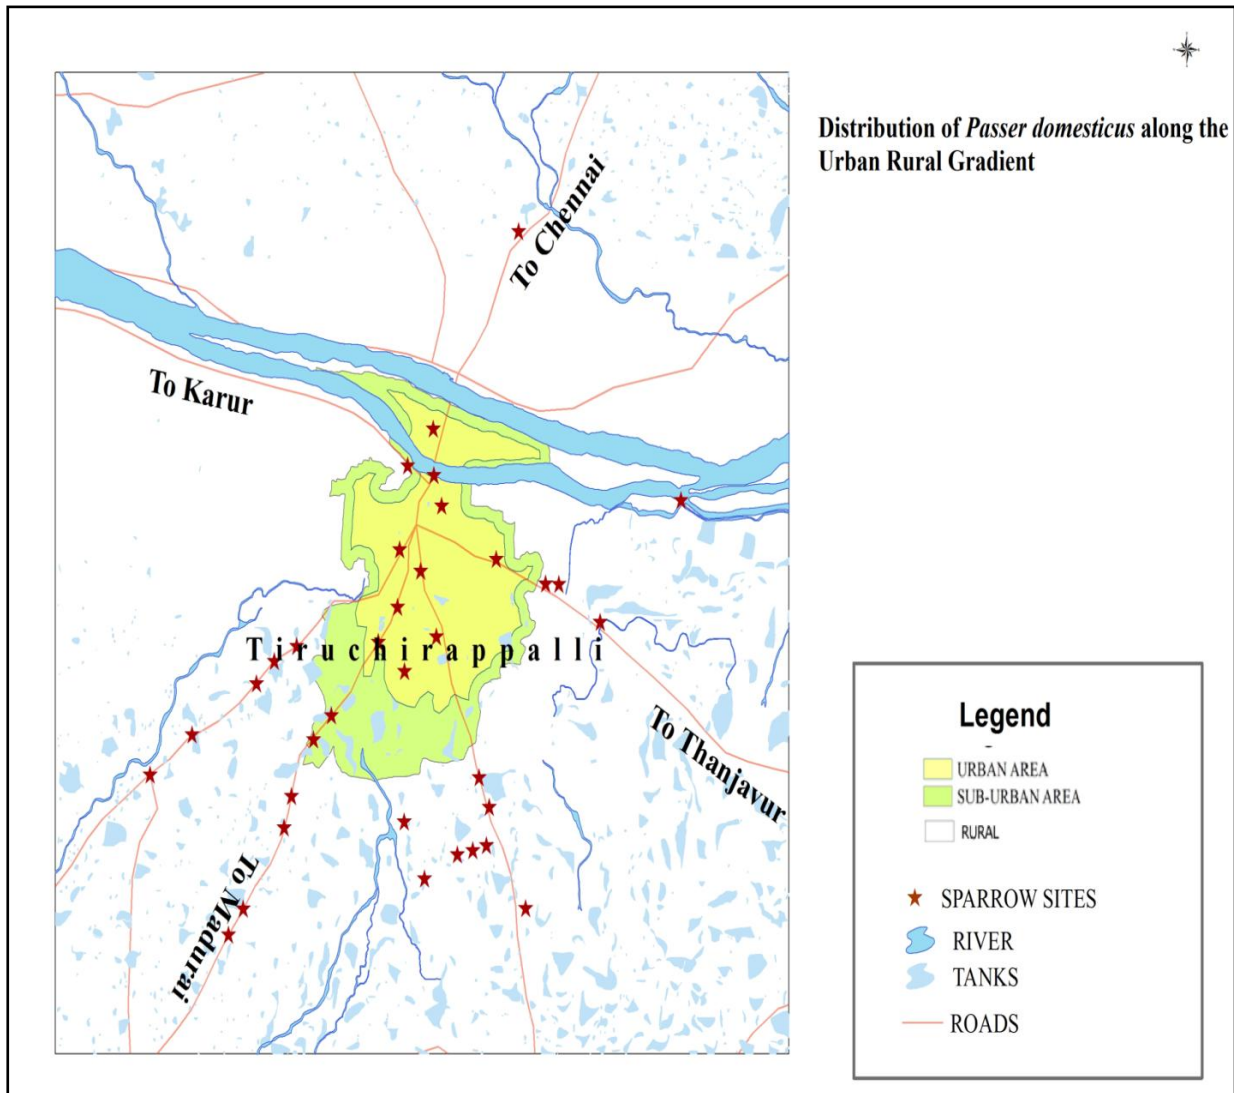 Distribution of Passer domesticus along the
Urban Rural Gradient
To Chennai
To Karur
Tiruchirappalli
To Thanjavur
To Madurai
Legend
URBAN AREA
SUB-URBAN AREA
RURAL
SPARROW SITES
RIVER
TANKS
ROADS